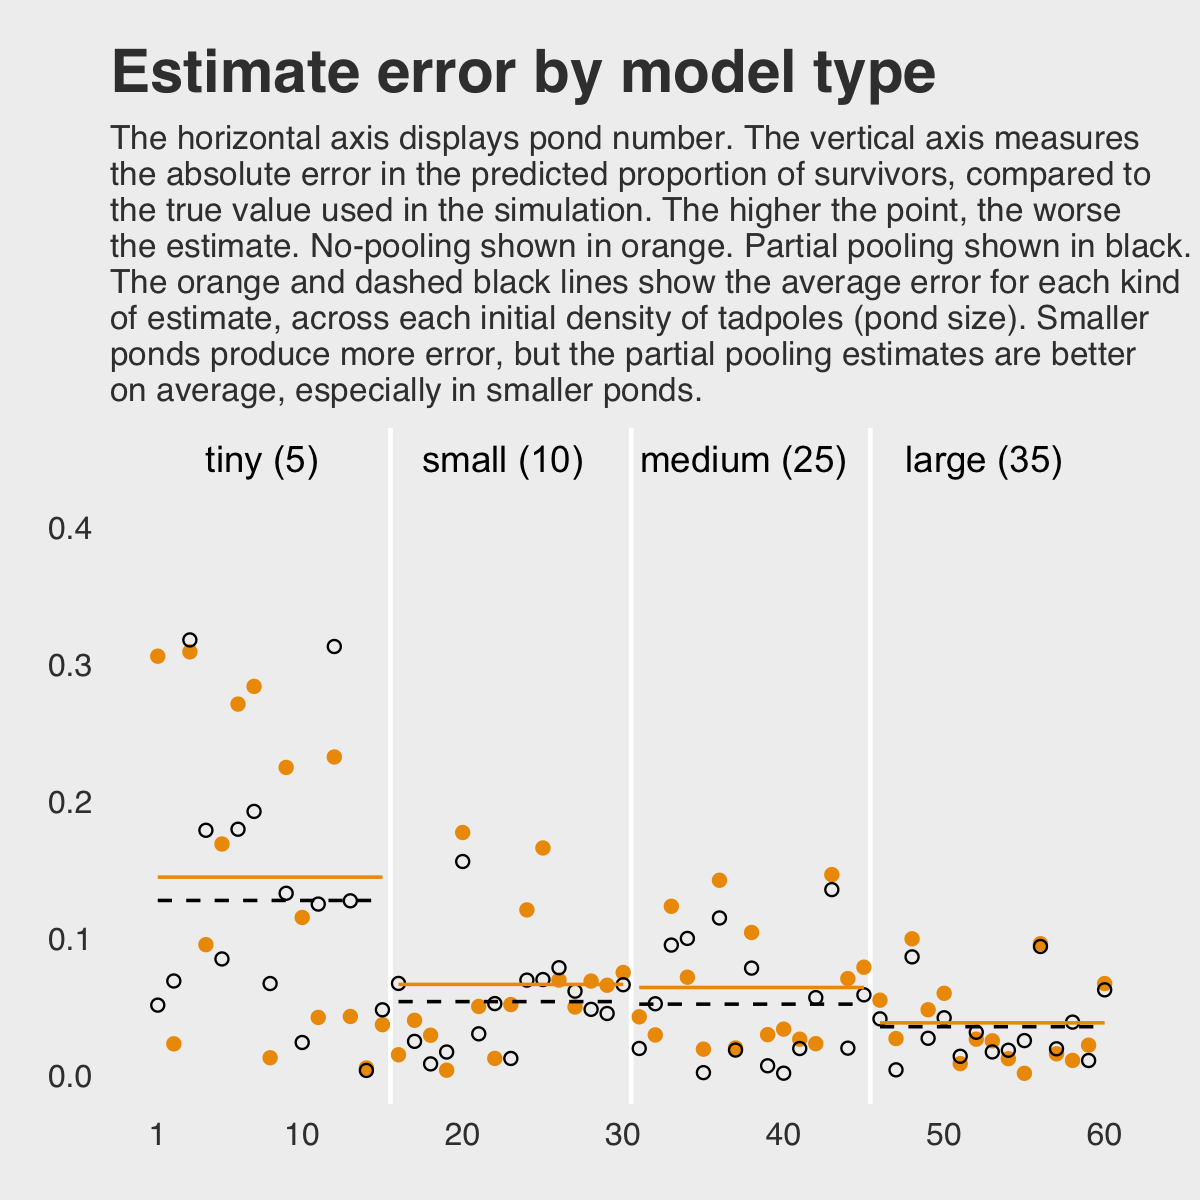 Estimate error by model type
The horizontal axis displays pond number. The vertical axis measures
the absolute error in the predicted proportion of survivors, compared to
the true value used in the simulation. The higher the point, the worse
the estimate. No-pooling shown in orange. Partial pooling shown in black.
The orange and dashed black lines show the average error for each kind
of estimate, across each initial density of tadpoles (pond size). Smaller
ponds produce more error, but the partial pooling estimates are better
on average, especially in smaller ponds.
tiny (5) small (10) medium (25) large (35)
0.4
0.3
0.2
0.1
0.0
1 10 20 30 40 50 60